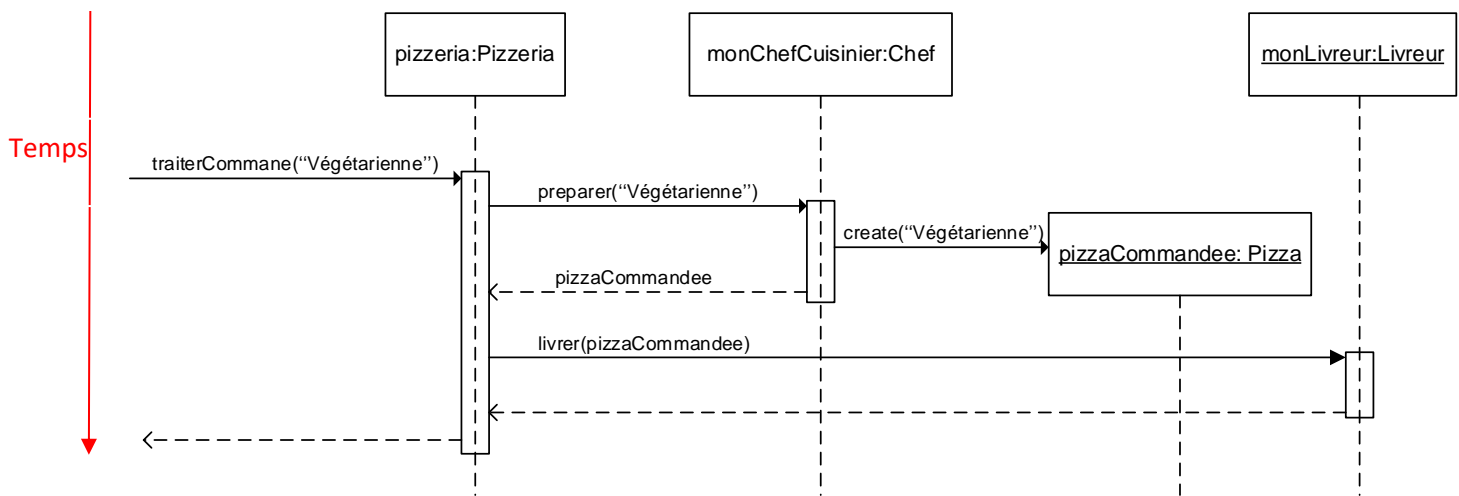 pizzeria:Pizzeria
monChefCuisinier:Chef
monLivreur:Livreur
Temps
traiterCommane(‘‘Végétarienne’’)
preparer(‘‘Végétarienne’’)
create(‘‘Végétarienne’’)
pizzaCommandee: Pizza
pizzaCommandee
livrer(pizzaCommandee)